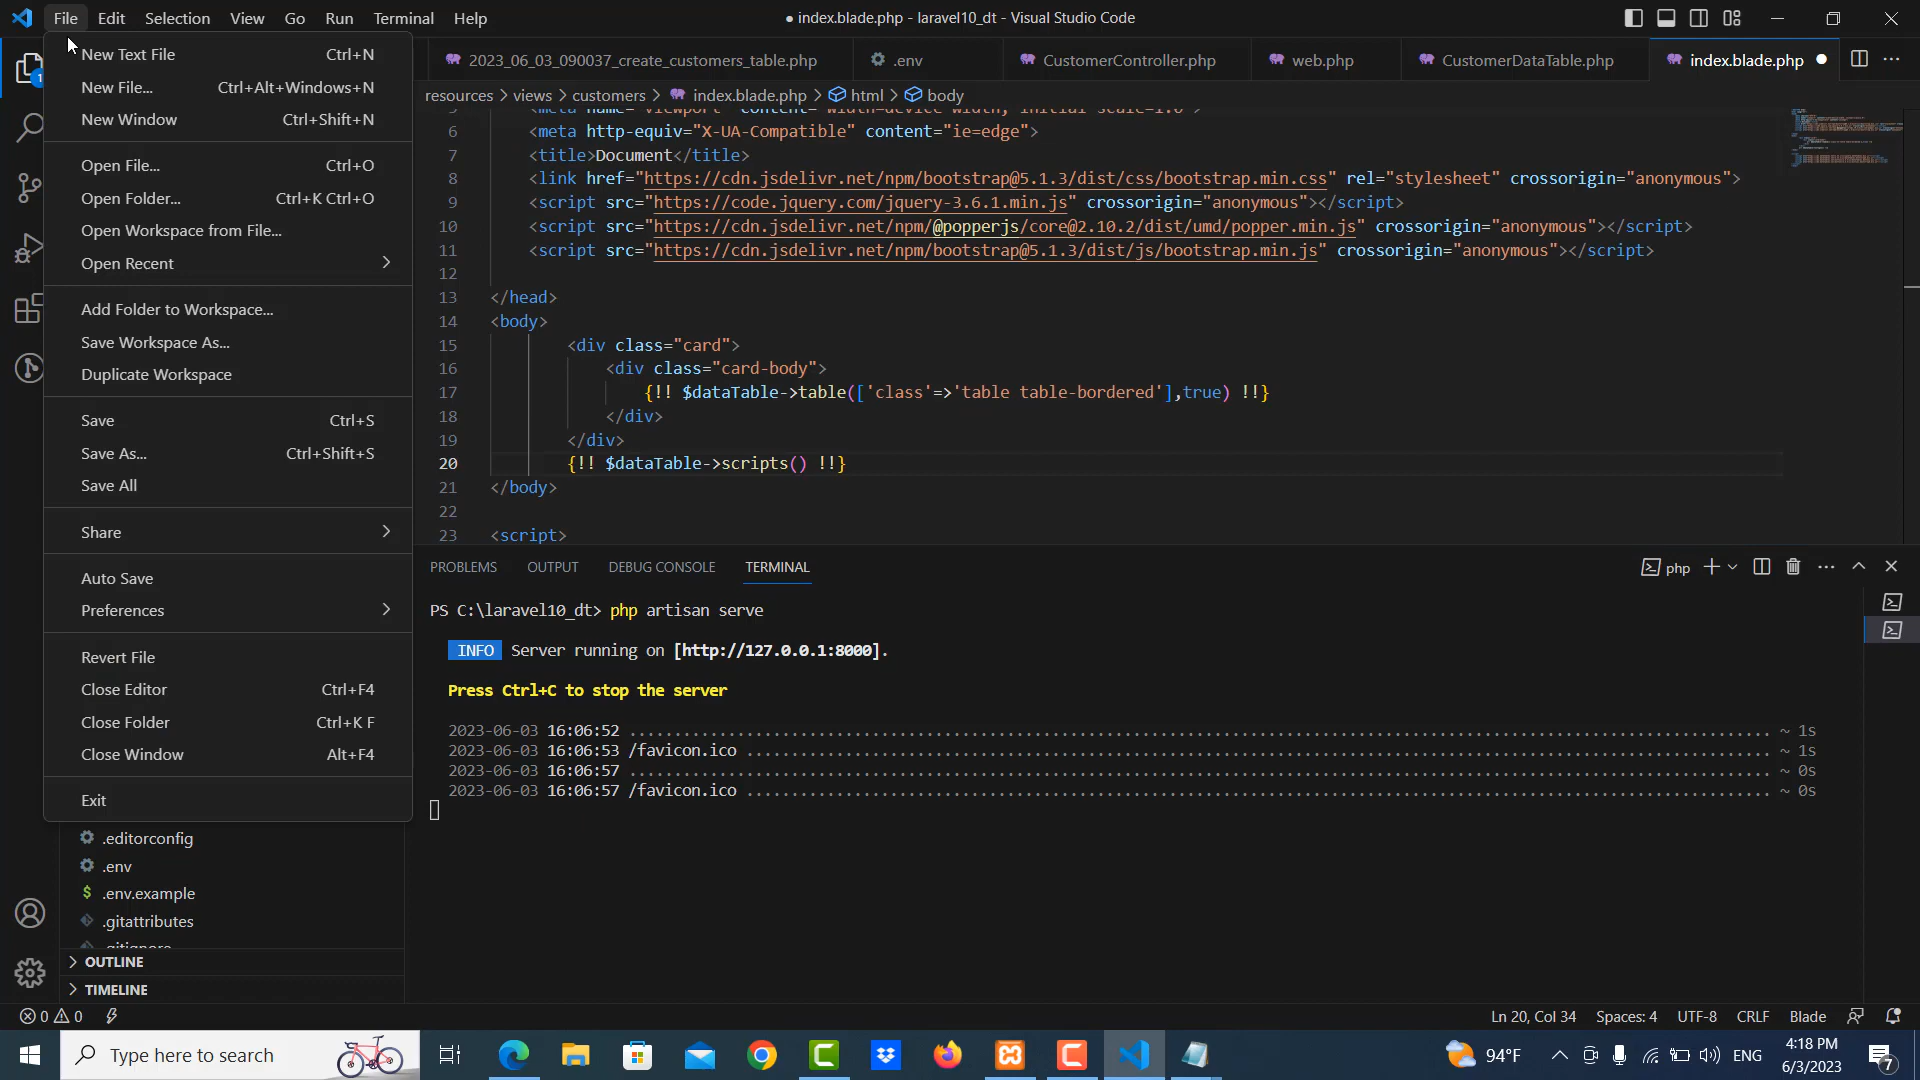 File Edit Selection View Go Run Terminal Help
● index.blade.php - laravel10_dt - Visual Studio Code
New Text File Ctrl+N
New File... Ctrl+Alt+Windows+N
New Window Ctrl+Shift+N
Open File... Ctrl+O
Open Folder... Ctrl+K Ctrl+O
Open Workspace from File...
Open Recent
Add Folder to Workspace...
Save Workspace As...
Duplicate Workspace
Save Ctrl+S
Save As... Ctrl+Shift+S
Save All
Share
Auto Save
Preferences
Revert File
Close Editor Ctrl+F4
Close Folder Ctrl+K F
Close Window Alt+F4
Exit
1
.editorconfig
.env
$ .env.example
.gitattributes
.gitignore
OUTLINE
TIMELINE
2023_06_03_090037_create_customers_table.php .env CustomerController.php web.php CustomerDataTable.php index.blade.php
resources > views > customers > index.blade.php > html > body
5 <meta name="viewport" content="width=device-width, initial-scale=1.0">
6 <meta http-equiv="X-UA-Compatible" content="ie=edge">
7 <title>Document</title>
8 <link href="https://cdn.jsdelivr.net/npm/bootstrap@5.1.3/dist/css/bootstrap.min.css" rel="stylesheet" crossorigin="anonymous">
9 <script src="https://code.jquery.com/jquery-3.6.1.min.js" crossorigin="anonymous"></script>
10 <script src="https://cdn.jsdelivr.net/npm/@popperjs/core@2.10.2/dist/umd/popper.min.js" crossorigin="anonymous"></script>
11 <script src="https://cdn.jsdelivr.net/npm/bootstrap@5.1.3/dist/js/bootstrap.min.js" crossorigin="anonymous"></script>
12
13 </head>
14 <body>
15 <div class="card">
16 <div class="card-body">
17 {!! $dataTable->table(['class'=>'table table-bordered'],true) !!}
18 </div>
19 </div>
20 {!! $dataTable->scripts() !!}
21 </body>
22
23 <script>
PROBLEMS OUTPUT DEBUG CONSOLE TERMINAL
php
PS C:\laravel10_dt> php artisan serve
INFO Server running on [http://127.0.0.1:8000].
Press Ctrl+C to stop the server
2023-06-03 16:06:52 ........ ~ 1s
2023-06-03 16:06:53 /favicon.ico ........ ~ 1s
2023-06-03 16:06:57 ........ ~ 0s
2023-06-03 16:06:57 /favicon.ico ........ ~ 0s
0 0
Ln 20, Col 34 Spaces: 4 UTF-8 CRLF Blade
Type here to search
94°F ENG
4:18 PM
6/3/2023
7